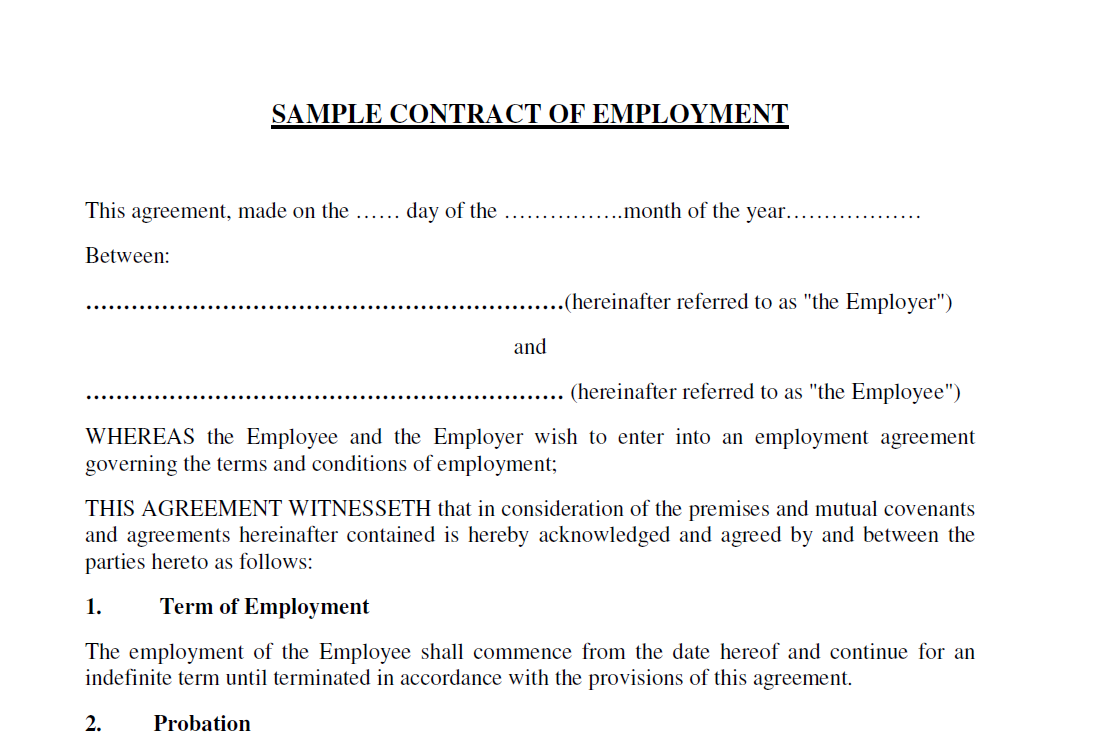 SAMPLE CONTRACT OF EMPLOYMENT
This agreement, made on the …… day of the ……………..month of the year………………
Between:
………………………………………………………(hereinafter referred to as "the Employer")
and
……………………………………………………… (hereinafter referred to as "the Employee")
WHEREAS the Employee and the Employer wish to enter into an employment agreement
governing the terms and conditions of employment;
THIS AGREEMENT WITNESSETH that in consideration of the premises and mutual covenants
and agreements hereinafter contained is hereby acknowledged and agreed by and between the
parties hereto as follows:
1. Term of Employment
The employment of the Employee shall commence from the date hereof and continue for an
indefinite term until terminated in accordance with the provisions of this agreement.
2. Probation